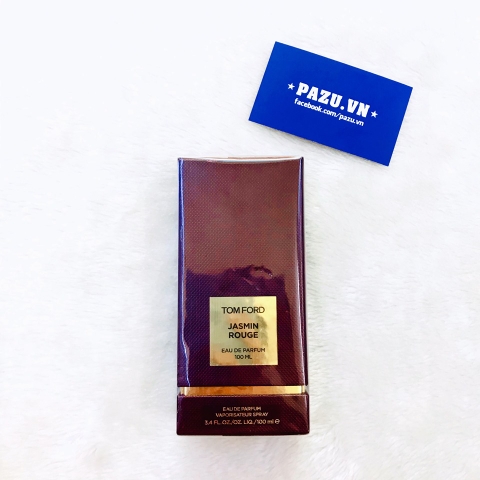 ★ PAZU.VN ★
facebook.com/pazu.vn
TOM FORD
JASMIN
ROUGE
EAU DE PARFUM
100 ML
EAU DE PARFUM
VAPORISATEUR SPRAY
3.4 FL. OZ./OZ. LIQ./100 ml ℮